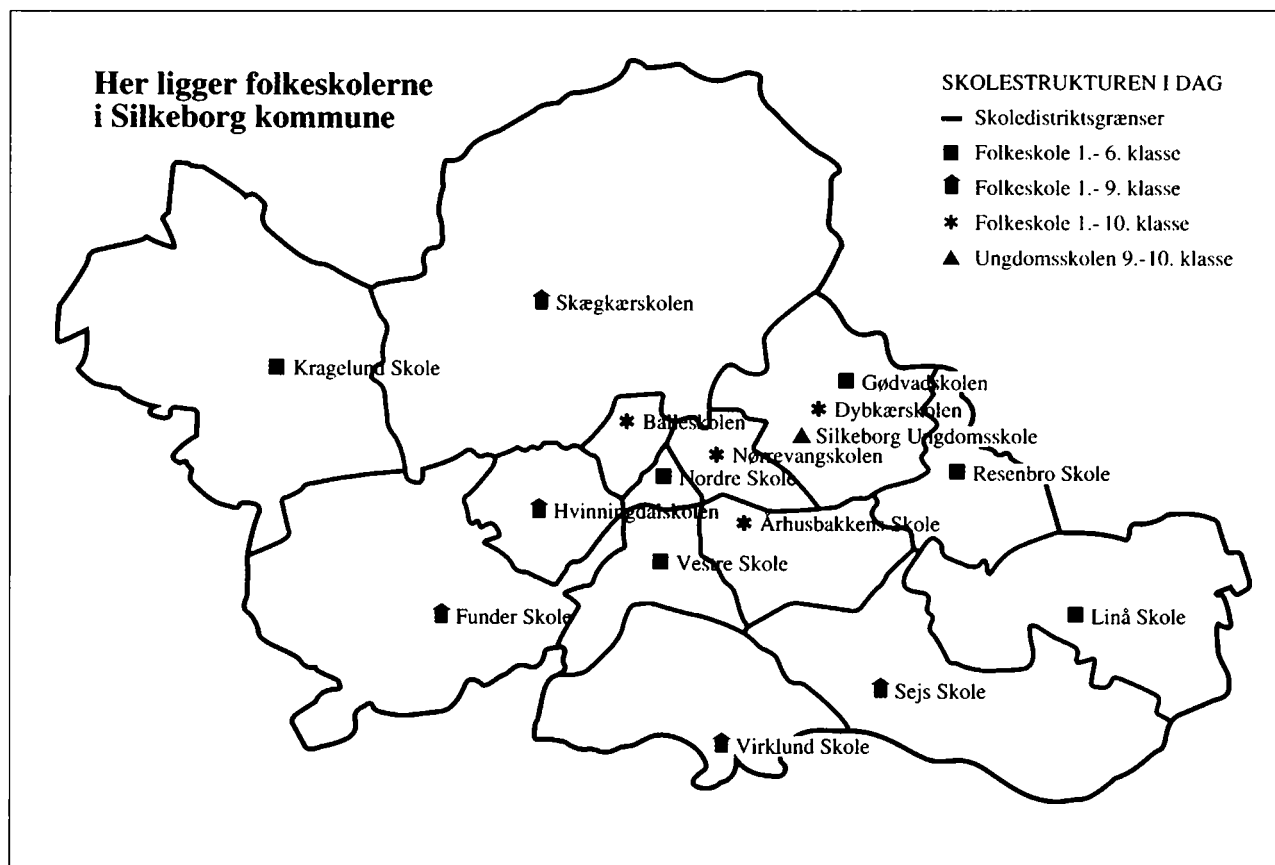 Her ligger folkeskolerne
i Silkeborg kommune
SKOLESTRUKTUREN I DAG
Skoledistriktsgrænser
Folkeskole 1.- 6. klasse
Folkeskole 1.- 9. klasse
Folkeskole 1.- 10. klasse
Ungdomsskolen 9.-10. klasse
Skægkærskolen
Kragelund Skole
Gødvadskolen
Dybkærskolen
Balleskolen
Silkeborg Ungdomsskole
Nørrevangskolen
Nordre Skole
Resenbro Skole
Hvinningdalskolen
Århusbakkens Skole
Vestre Skole
Funder Skole
Linå Skole
Sejs Skole
Virklund Skole